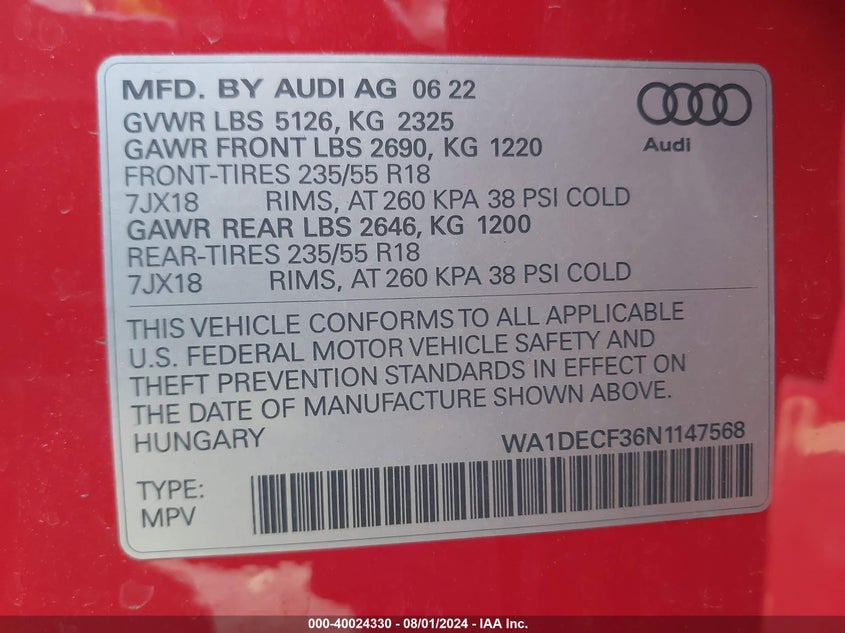 MFD. BY AUDI AG 06 22
GVWR LBS 5126, KG 2325
GAWR FRONT LBS 2690, KG 1220
FRONT-TIRES 235/55 R18
7JX18 RIMS, AT 260 KPA 38 PSI COLD
GAWR REAR LBS 2646, KG 1200
REAR-TIRES 235/55 R18
7JX18 RIMS, AT 260 KPA 38 PSI COLD
Audi
THIS VEHICLE CONFORMS TO ALL APPLICABLE
U.S. FEDERAL MOTOR VEHICLE SAFETY AND
THEFT PREVENTION STANDARDS IN EFFECT ON
THE DATE OF MANUFACTURE SHOWN ABOVE.
HUNGARY WA1DECF36N1147568
TYPE:
MPV
000-40024330 - 08/01/2024 - IAA Inc.